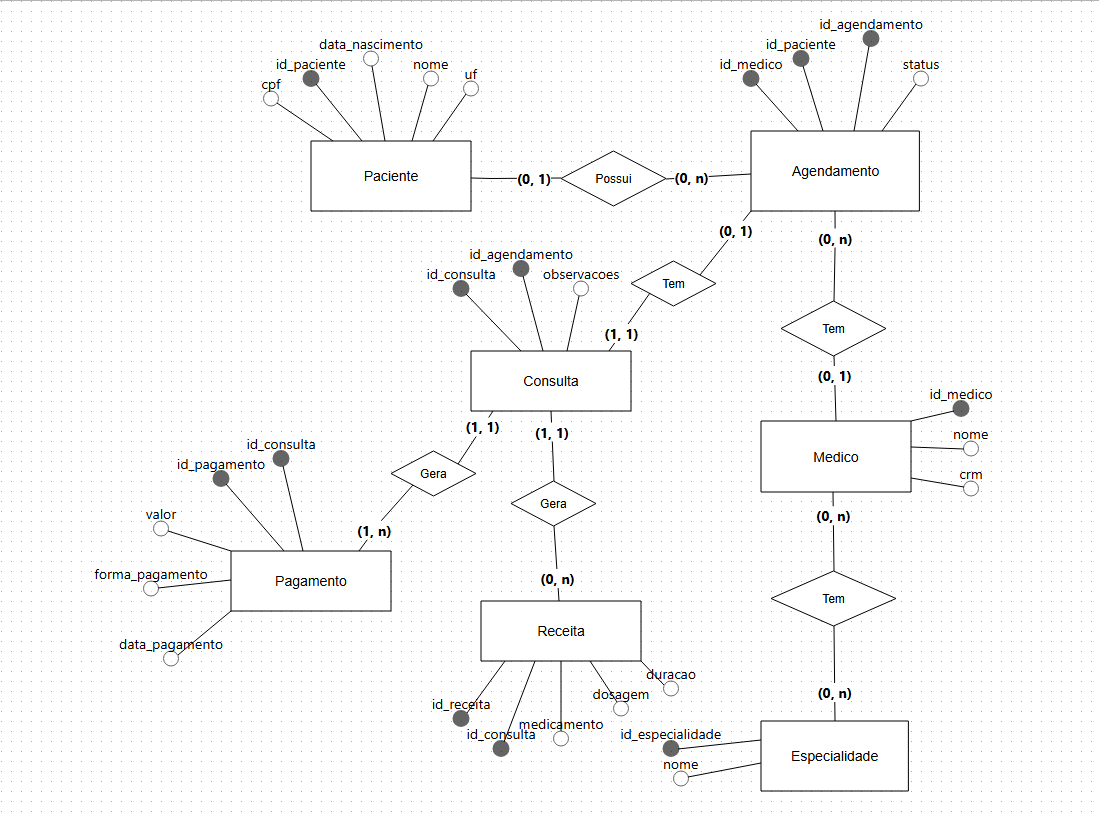 id_agendamento
data_nascimento
id_paciente
id_paciente
nome
id_medico
status
cpf
uf
Paciente
(0, 1)
Possui
(0, n)
Agendamento
(0, 1)
(0, n)
id_agendamento
id_consulta
observacoes
Tem
Tem
(1, 1)
(0, 1)
Consulta
id_medico
nome
crm
Medico
(1, 1)
(1, 1)
id_consulta
id_pagamento
Gera
Gera
valor
(1, n)
(0, n)
forma_pagamento
Pagamento
(0, n)
Tem
data_pagamento
Receita
duracao
dosagem
id_receita
medicamento
id_consulta
(0, n)
id_especialidade
nome
Especialidade